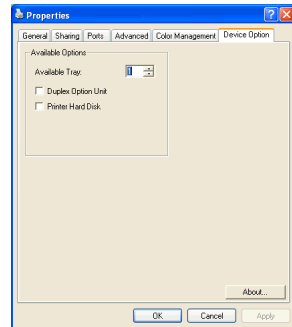 Properties
General Sharing Ports Advanced Color Management Device Option
Available Options
Available Tray: 1
Duplex Option Unit
Printer Hard Disk
About...
OK Cancel Apply